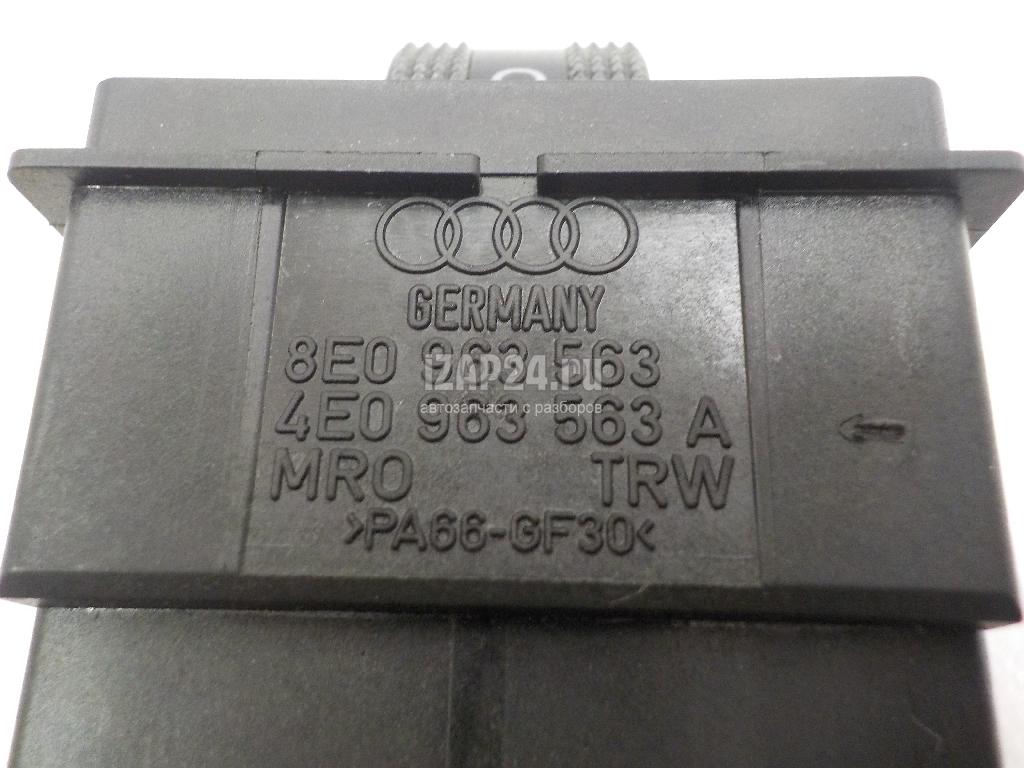 GERMANY
8E0 963 563
iZAP24.ru
автозапчасти с разборов
4E0 963 563 A
MRO TRW
>PA66-GF30<